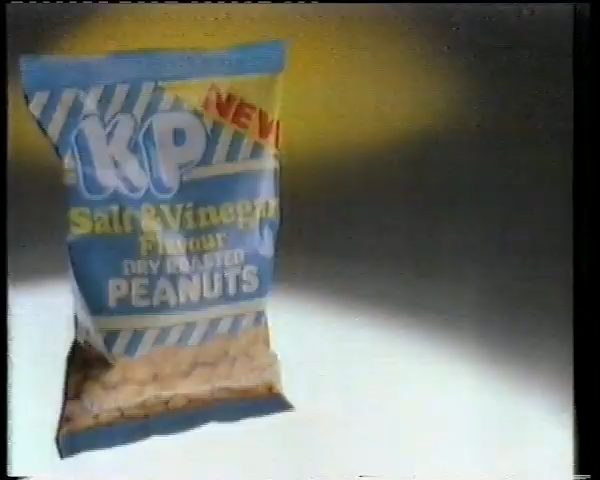 NEW
KP
Salt & Vinegar
Flavour
DRY ROASTED
PEANUTS